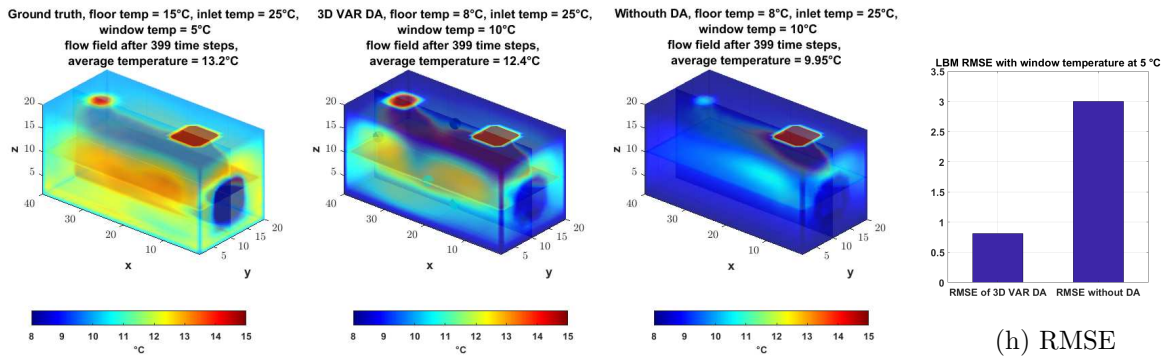 Ground truth, floor temp = 15°C, inlet temp = 25°C,
window temp = 5°C
flow field after 399 time steps,
average temperature = 13.2°C
20
15
10
5
z
40
30
20
10
x
5
10
15
20
y
8 9 10 11 12 13 14 15
°C
3D VAR DA, floor temp = 8°C, inlet temp = 25°C,
window temp = 10°C
flow field after 399 time steps,
average temperature = 12.4°C
20
15
10
5
z
40
30
20
10
x
5
10
15
20
y
8 9 10 11 12 13 14 15
°C
Withouth DA, floor temp = 8°C, inlet temp = 25°C,
window temp = 10°C
flow field after 399 time steps,
average temperature = 9.95°C
20
15
10
5
z
40
30
20
10
x
5
10
15
20
y
8 9 10 11 12 13 14 15
°C
LBM RMSE with window temperature at 5 °C
3.5
3
2.5
2
1.5
1
0.5
0
RMSE of 3D VAR DA RMSE without DA
(h) RMSE